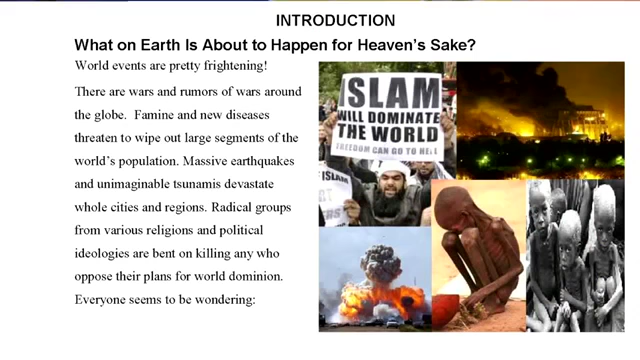 INTRODUCTION
What on Earth Is About to Happen for Heaven's Sake?
World events are pretty frightening!
There are wars and rumors of wars around
the globe. Famine and new diseases
threaten to wipe out large segments of the
world's population. Massive earthquakes
and unimaginable tsunamis devastate
whole cities and regions. Radical groups
from various religions and political
ideologies are bent on killing any who
oppose their plans for world dominion.
Everyone seems to be wondering:
ISLAM
WILL DOMINATE
THE WORLD
FREEDOM CAN GO TO HELL
ISLAM